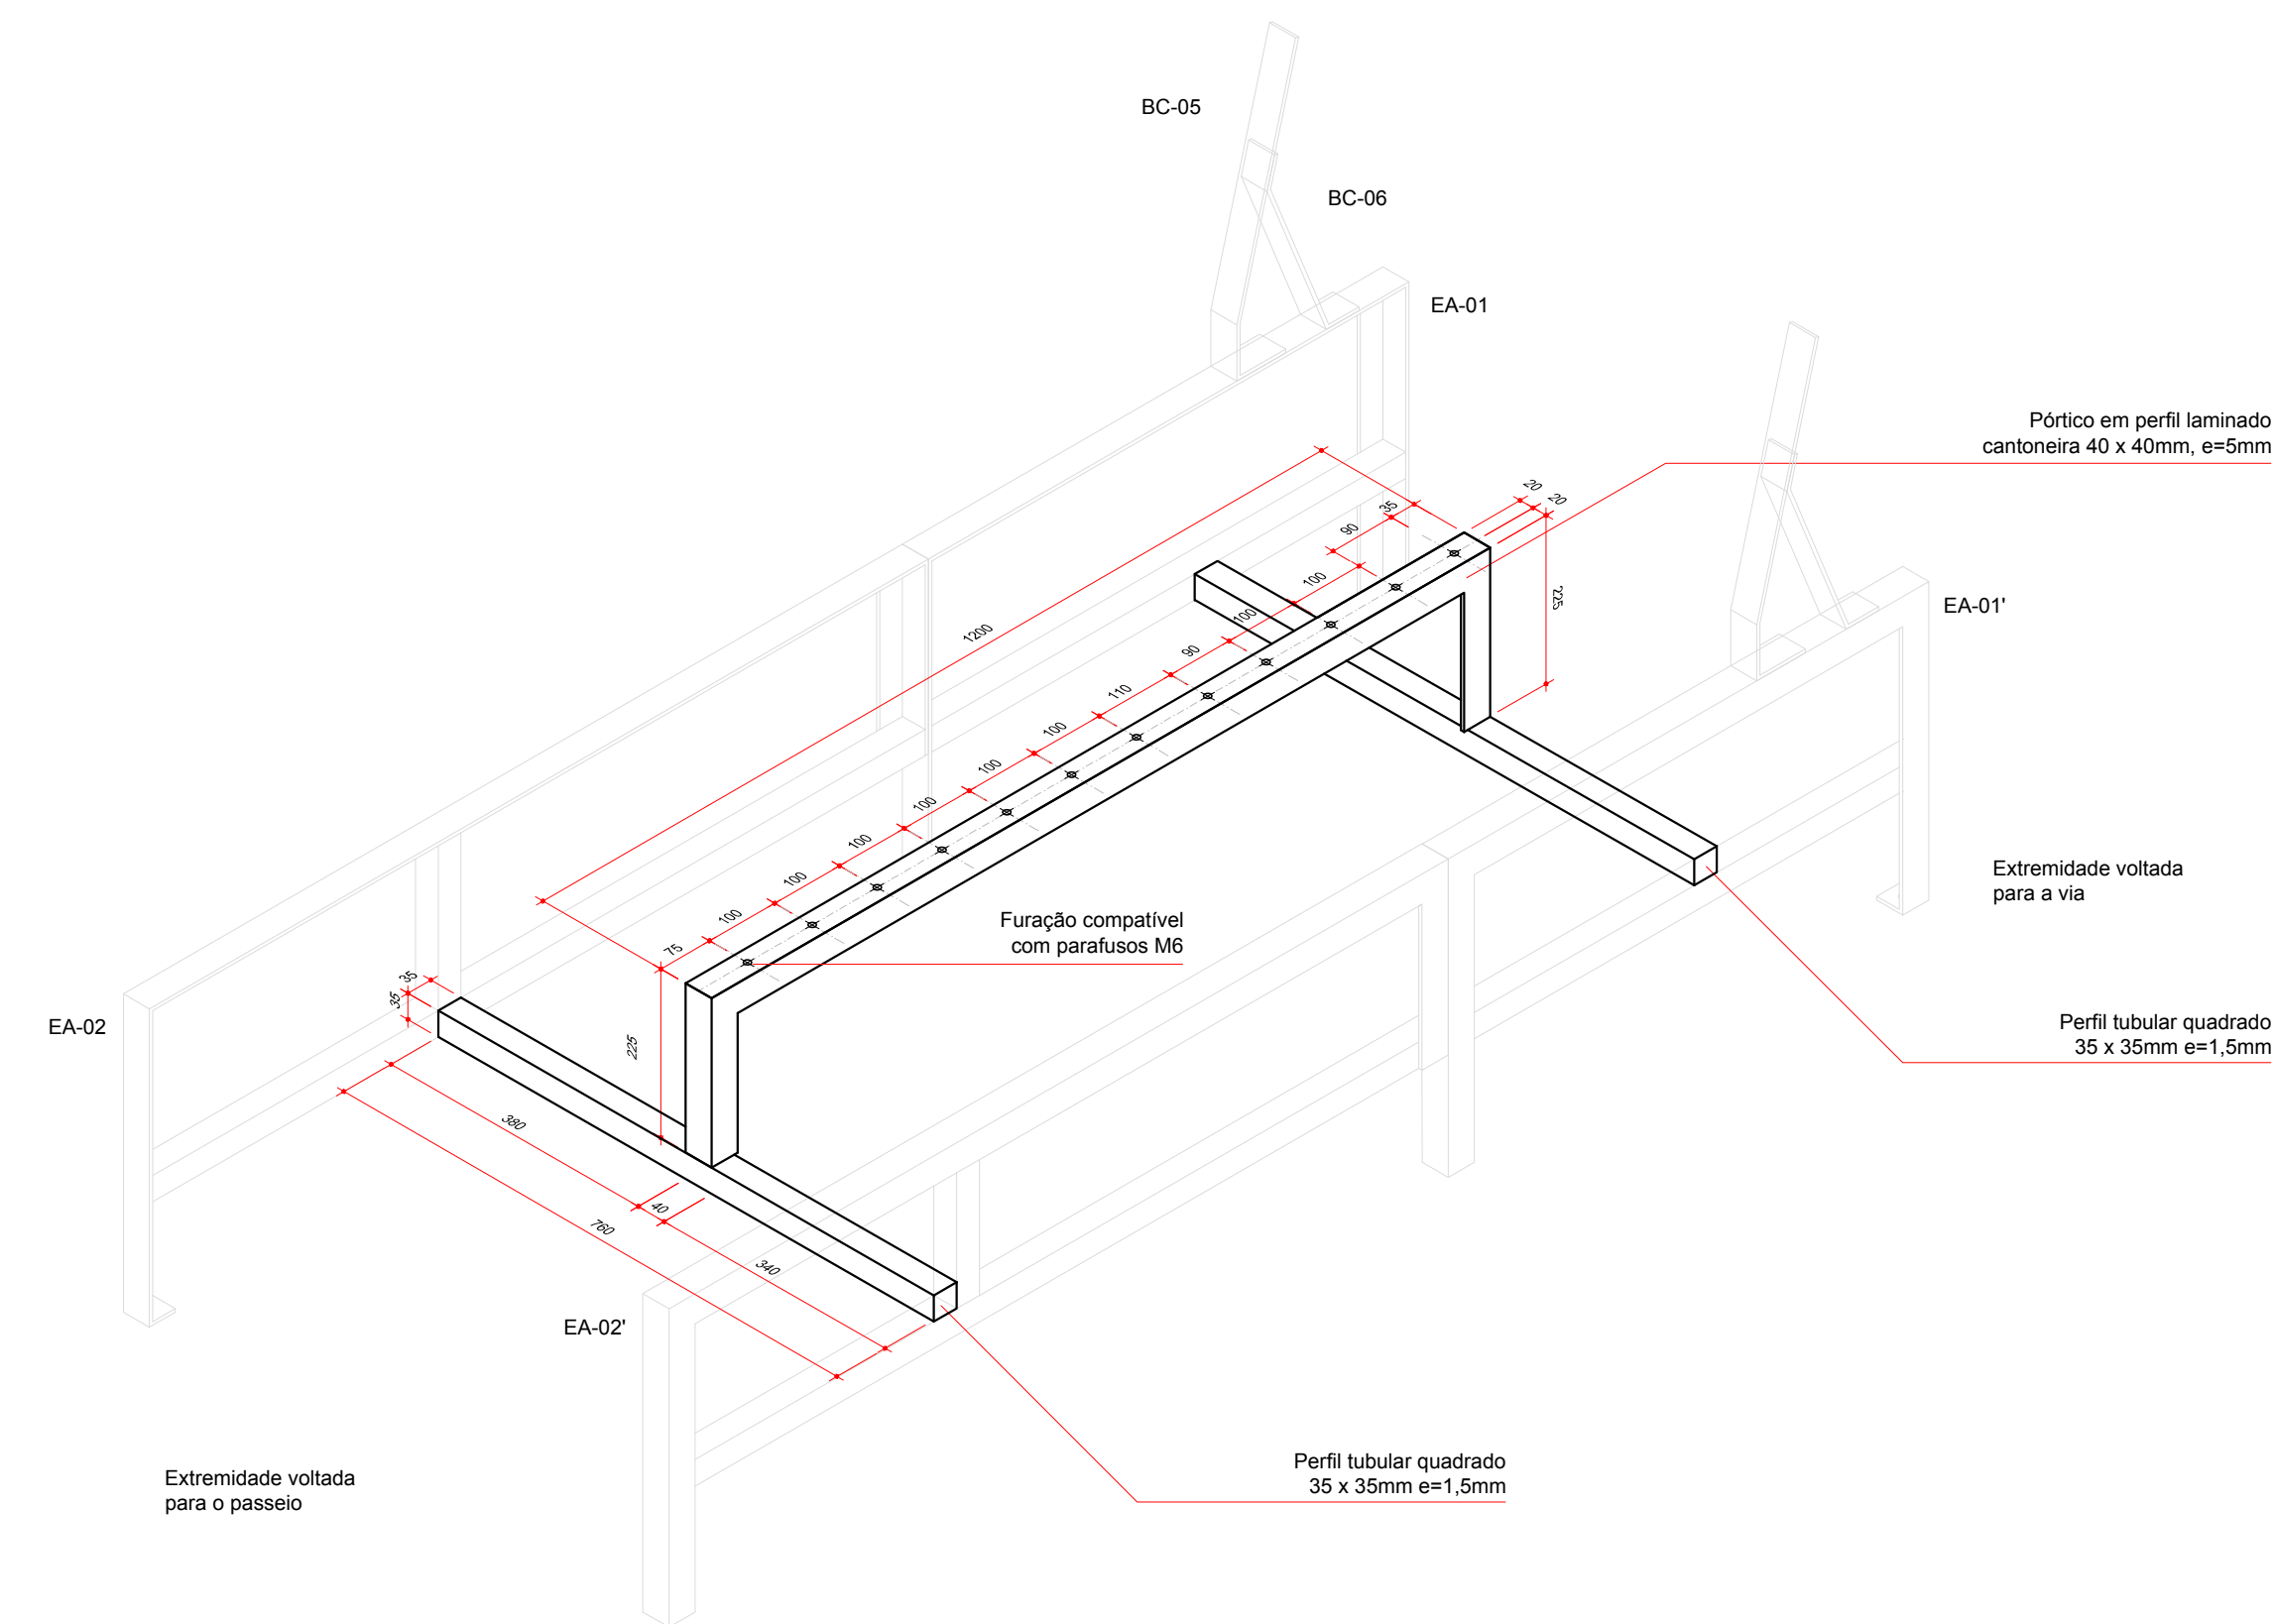 BC-05
BC-06
EA-01
Pórtico em perfil laminado
cantoneira 40 x 40mm, e=5mm
20
20
35
90
100
225
100
1200
90
EA-01'
110
100
100
100
100
100
100
75
Extremidade voltada
para a via
Furação compatível
com parafusos M6
35
35
EA-02
225
Perfil tubular quadrado
35 x 35mm e=1,5mm
380
40
760
340
EA-02'
Extremidade voltada
para o passeio
Perfil tubular quadrado
35 x 35mm e=1,5mm